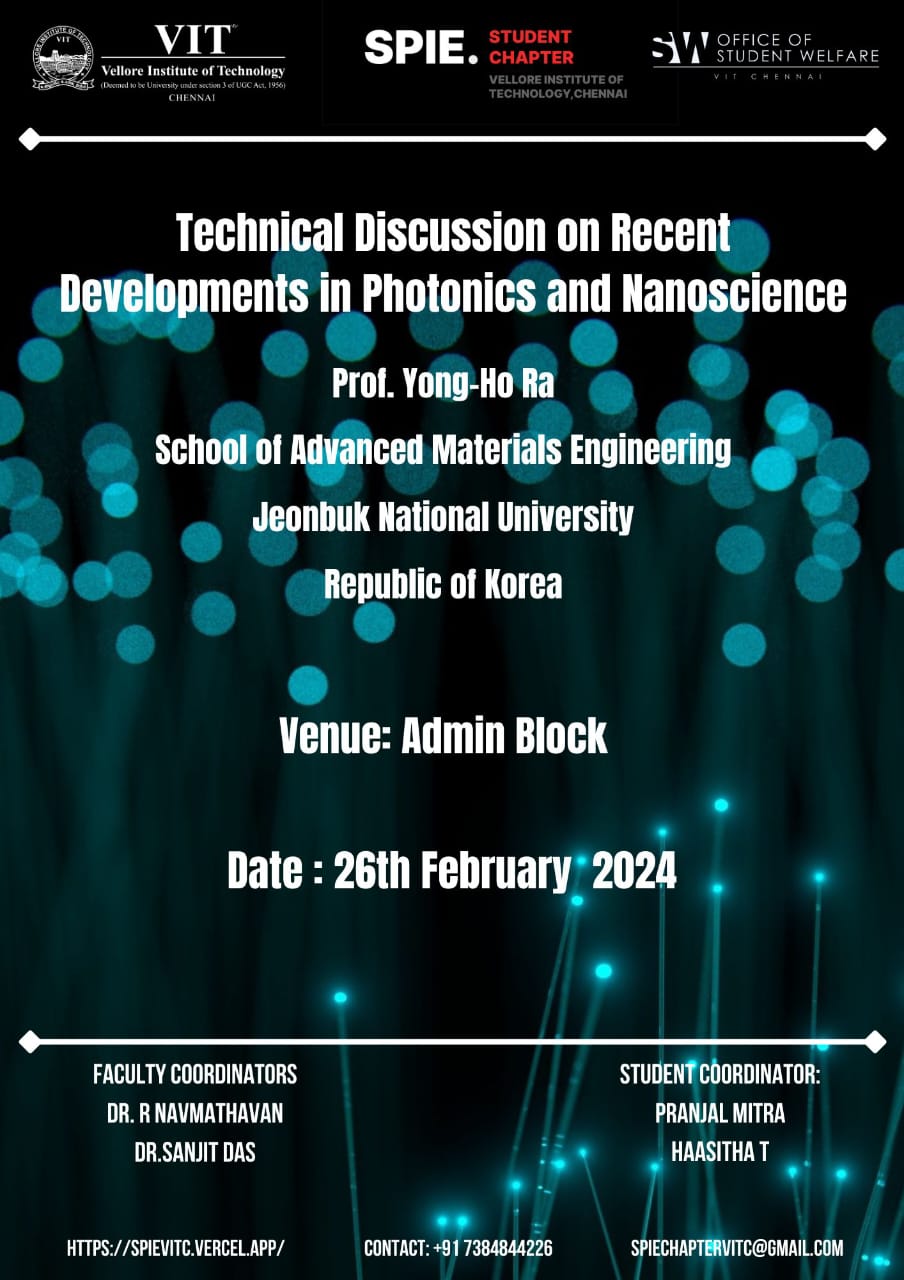 VIT
Vellore Institute of Technology
(Deemed to be University under section 3 of UGC Act, 1956)
CHENNAI
SPIE. STUDENT
CHAPTER
VELLORE INSTITUTE OF
TECHNOLOGY,CHENNAI
SW OFFICE OF
STUDENT WELFARE
VIT CHENNAI
Technical Discussion on Recent
Developments in Photonics and Nanoscience
Prof. Yong-Ho Ra
School of Advanced Materials Engineering
Jeonbuk National University
Republic of Korea
Venue: Admin Block
Date : 26th February 2024
FACULTY COORDINATORS
DR. R NAVMATHAVAN
DR.SANJIT DAS
STUDENT COORDINATOR:
PRANJAL MITRA
HAASITHA T
HTTPS://SPIEVITC.VERCEL.APP/
CONTACT: +91 7384844226
SPIECHAPTERVITC@GMAIL.COM